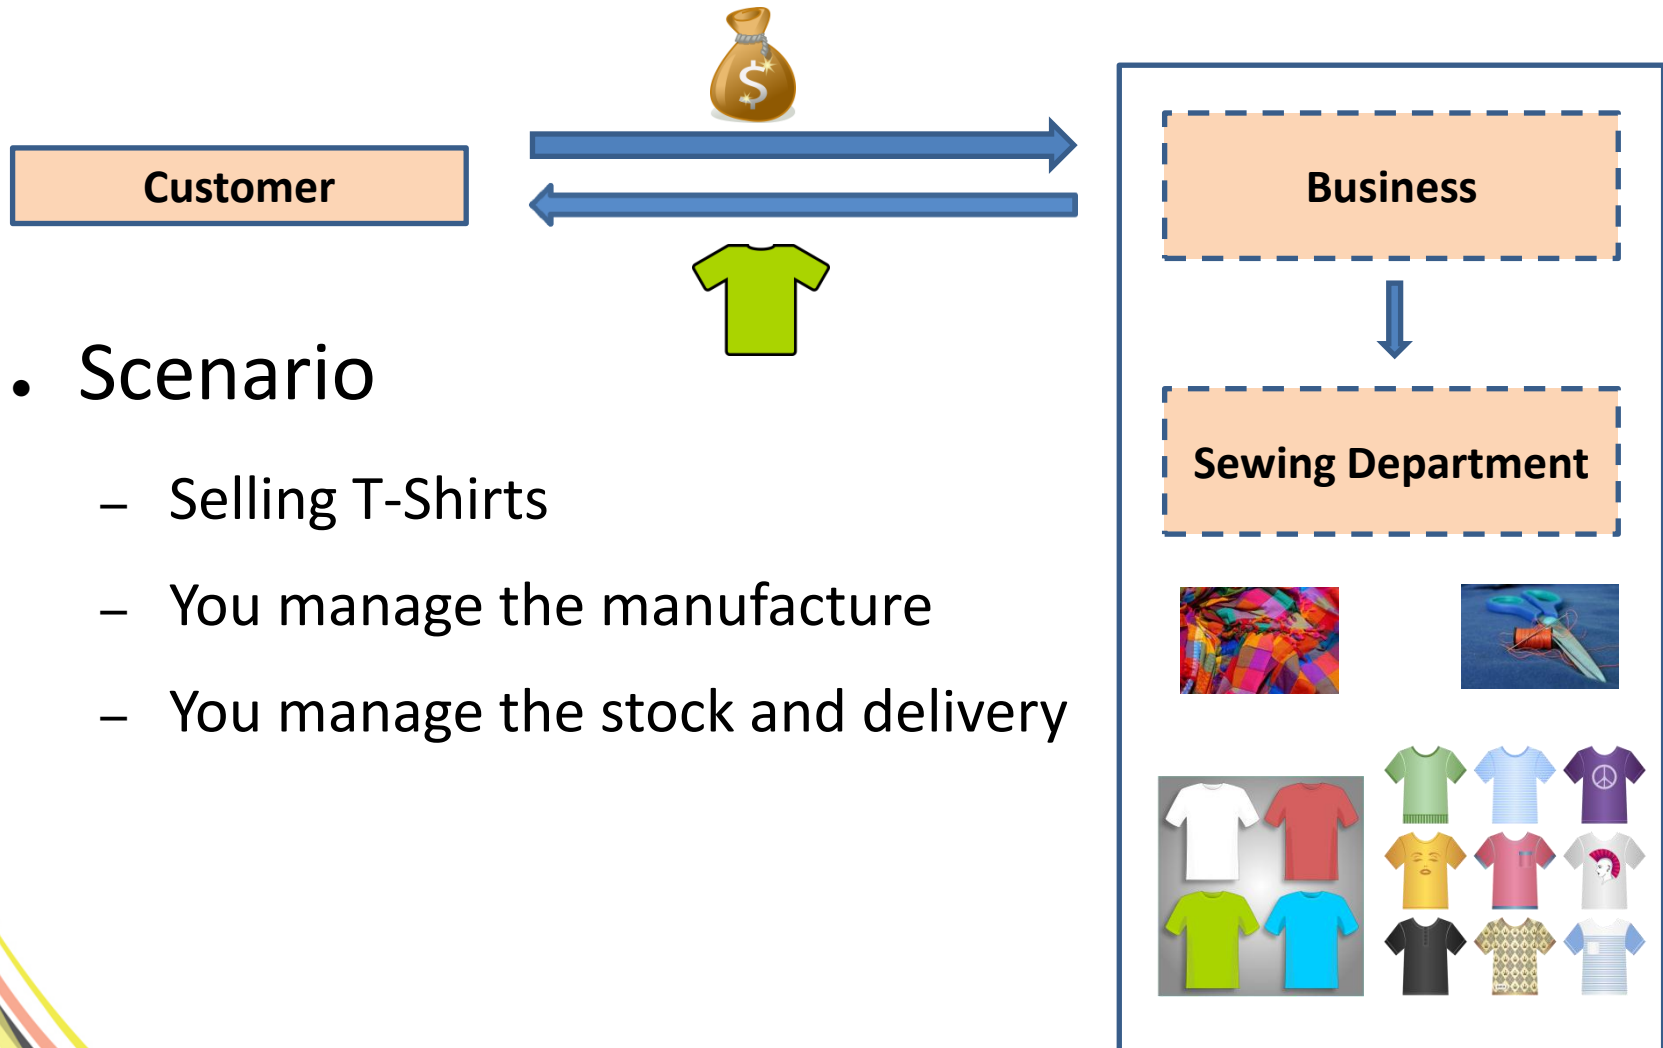 $
Customer
Business
• Scenario
Sewing Department
– Selling T-Shirts
– You manage the manufacture
– You manage the stock and delivery